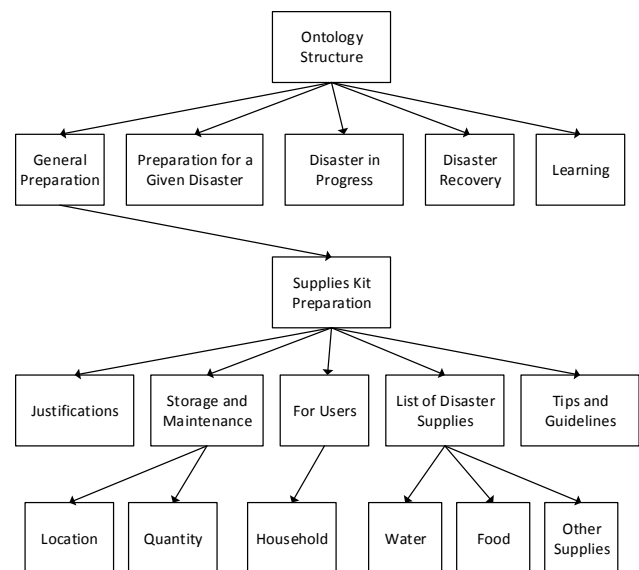 Ontology
Structure
General
Preparation
Preparation for a
Given Disaster
Disaster in
Progress
Disaster
Recovery
Learning
Supplies Kit
Preparation
Justifications
Storage and
Maintenance
For Users
List of Disaster
Supplies
Tips and
Guidelines
Location
Quantity
Household
Water
Food
Other
Supplies